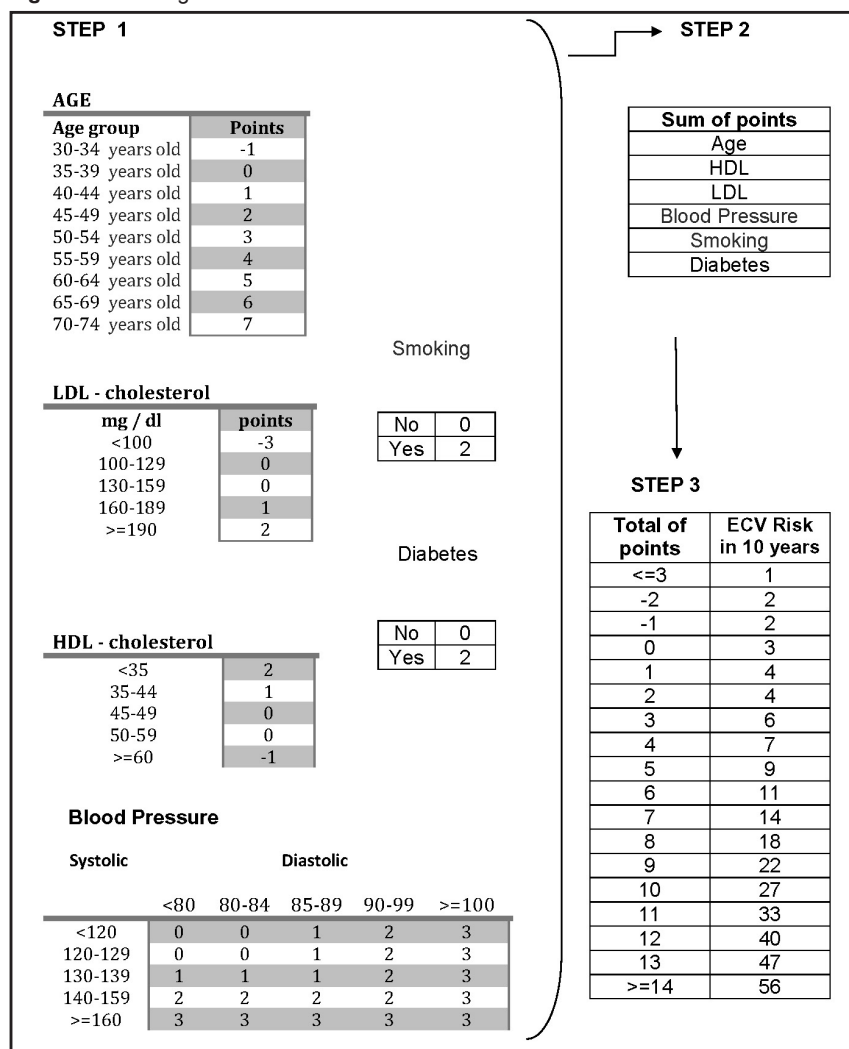 STEP 1
AGE
Age group Points
30-34 years old -1
35-39 years old 0
40-44 years old 1
45-49 years old 2
50-54 years old 3
55-59 years old 4
60-64 years old 5
65-69 years old 6
70-74 years old 7
LDL - cholesterol
mg / dl points
<100 -3
100-129 0
130-159 0
160-189 1
>=190 2
HDL - cholesterol
<35 2
35-44 1
45-49 0
50-59 0
>=60 -1
Smoking
No 0
Yes 2
Diabetes
No 0
Yes 2
Blood Pressure
Systolic Diastolic
<80 80-84 85-89 90-99 >=100
<120 0 0 1 2 3
120-129 0 0 1 2 3
130-139 1 1 1 2 3
140-159 2 2 2 2 3
>=160 3 3 3 3 3
STEP 2
Sum of points
Age
HDL
LDL
Blood Pressure
Smoking
Diabetes
STEP 3
Total of points ECV Risk in 10 years
<=3 1
-2 2
-1 2
0 3
1 4
2 4
3 6
4 7
5 9
6 11
7 14
8 18
9 22
10 27
11 33
12 40
13 47
>=14 56